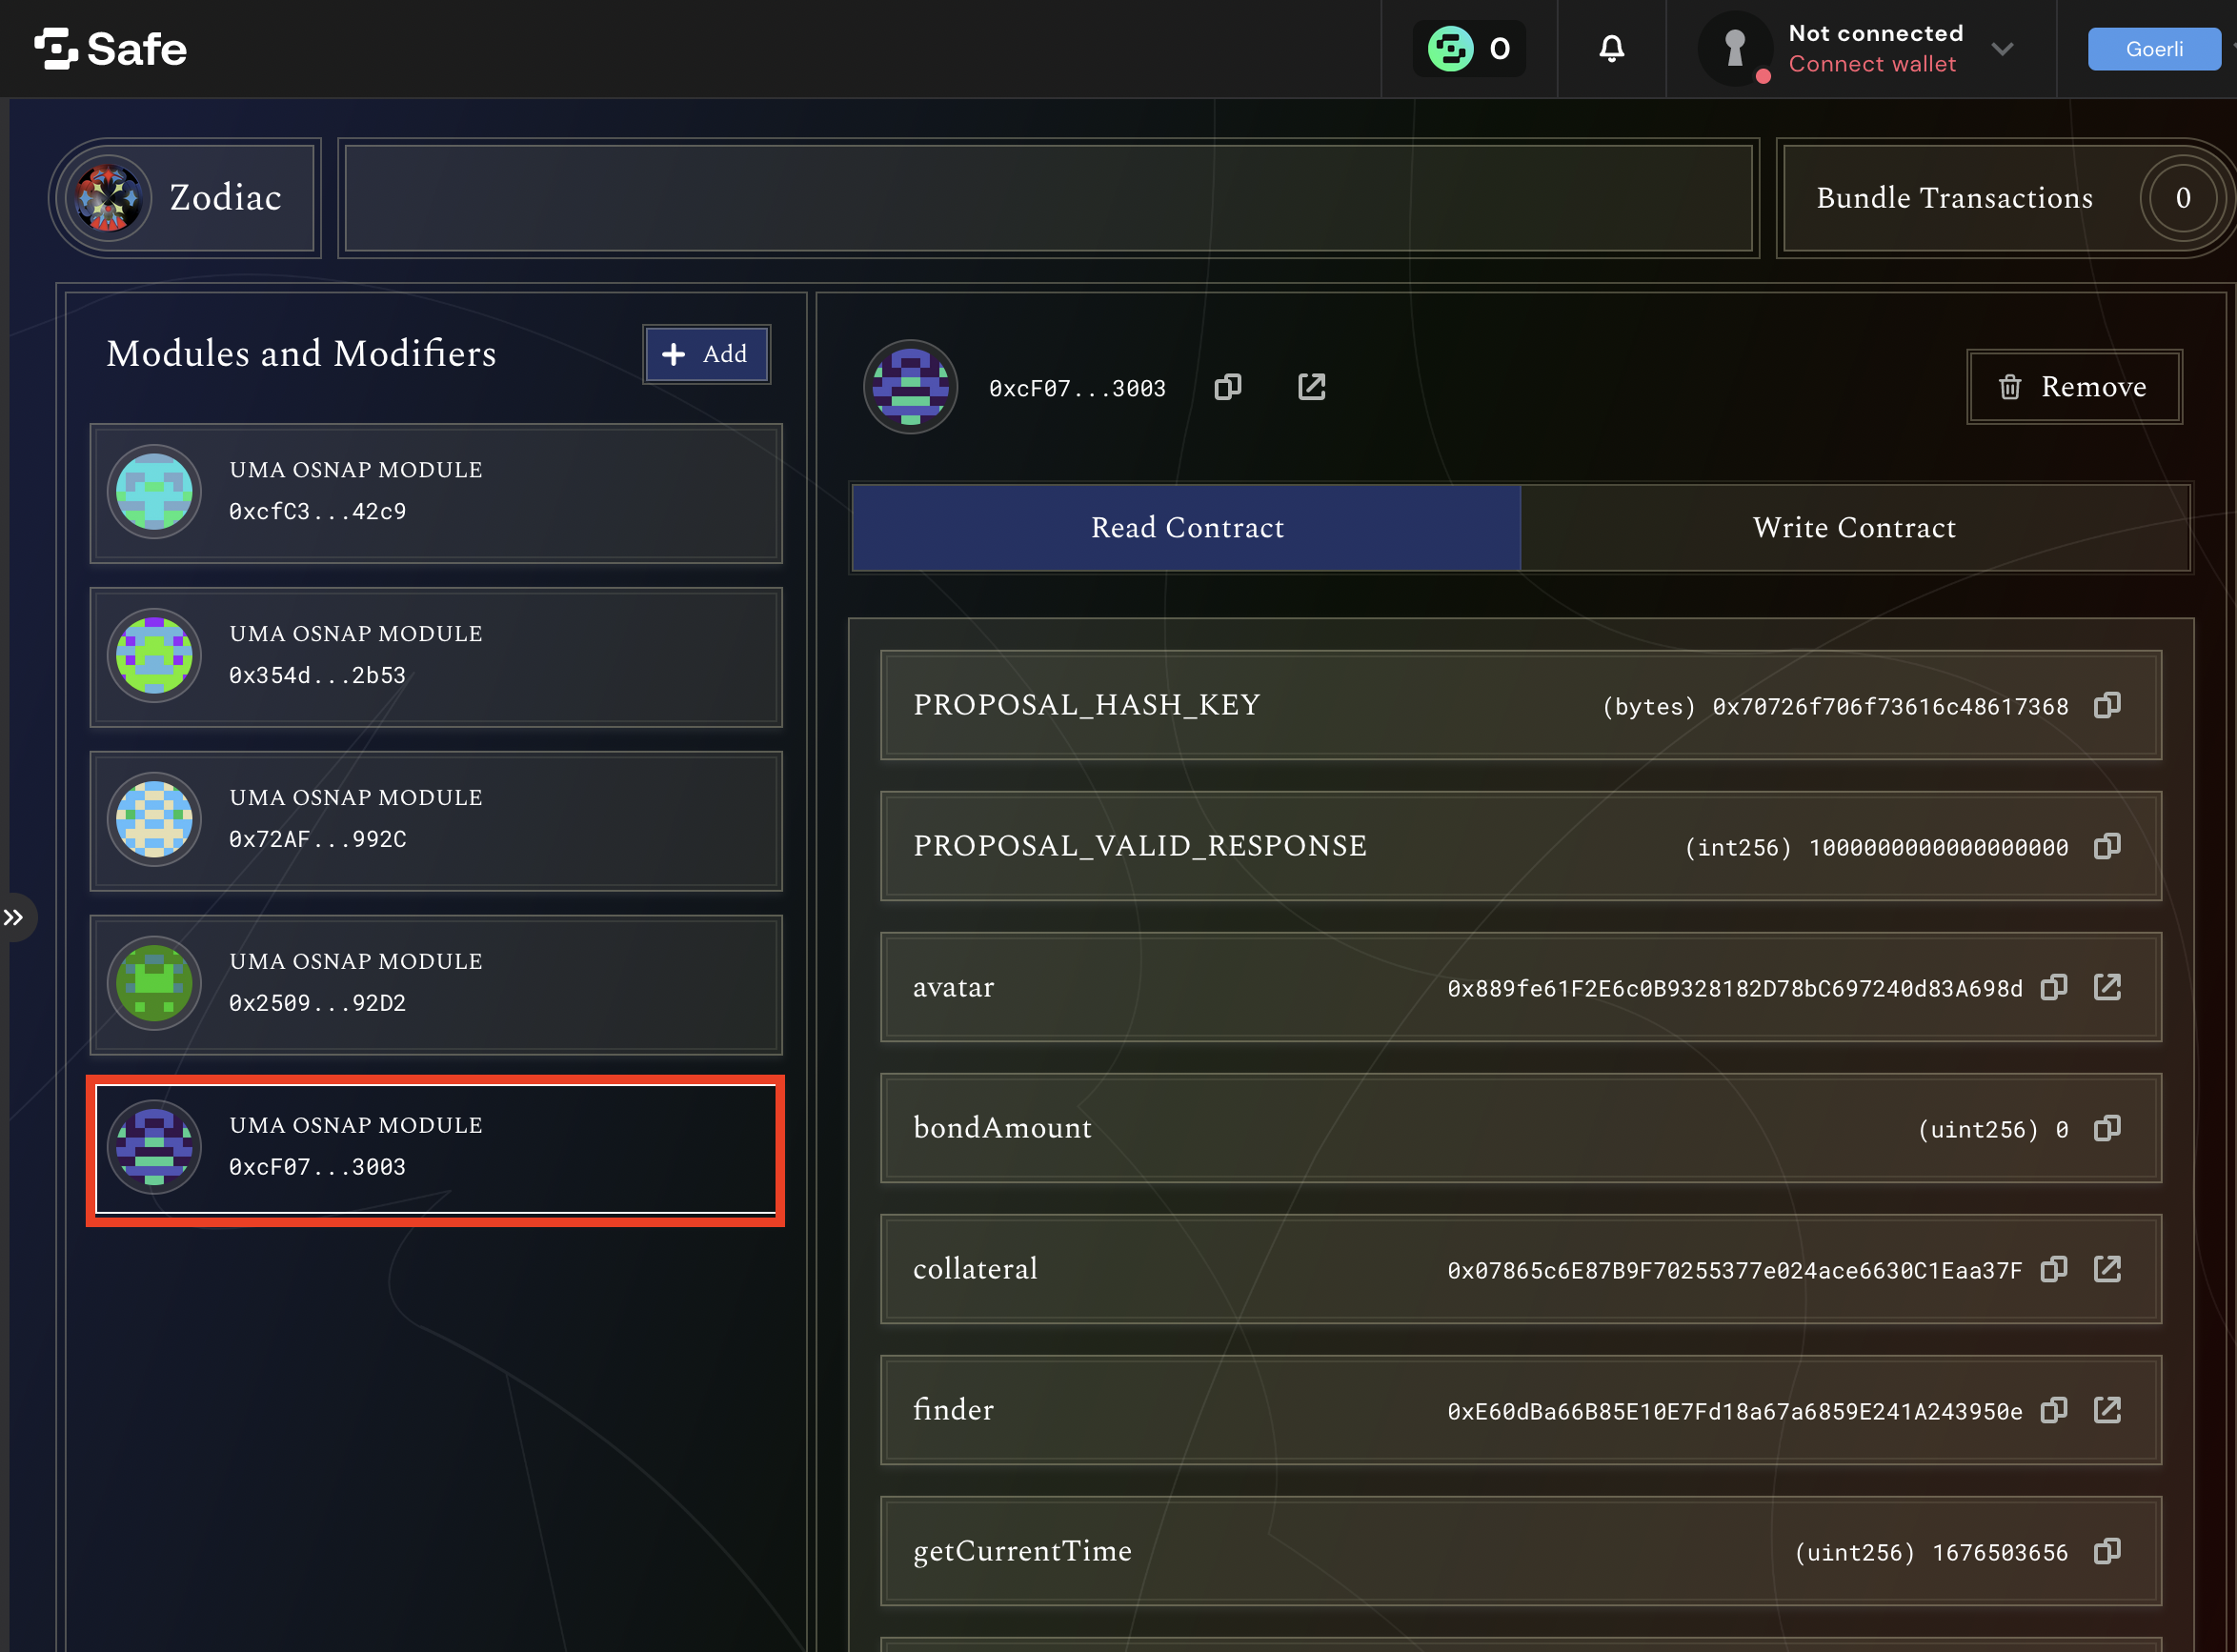 Safe
0
Not connected
Connect wallet
Goerli
Zodiac
Bundle Transactions
0
Modules and Modifiers
Add
UMA OSNAP MODULE
0xcfC3...42c9
UMA OSNAP MODULE
0x354d...2b53
UMA OSNAP MODULE
0x72AF...992C
UMA OSNAP MODULE
0x2509...92D2
UMA OSNAP MODULE
0xcF07...3003
0xcF07...3003
Remove
Read Contract
Write Contract
PROPOSAL_HASH_KEY
(bytes) 0x70726f706f73616c48617368
PROPOSAL_VALID_RESPONSE
(int256) 1000000000000000000
avatar
0x889fe61F2E6c0B9328182D78bC697240d83A698d
bondAmount
(uint256) 0
collateral
0x07865c6E87B9F70255377e024ace6630C1Eaa37F
finder
0xE60dBa66B85E10E7Fd18a67a6859E241A243950e
getCurrentTime
(uint256) 1676503656